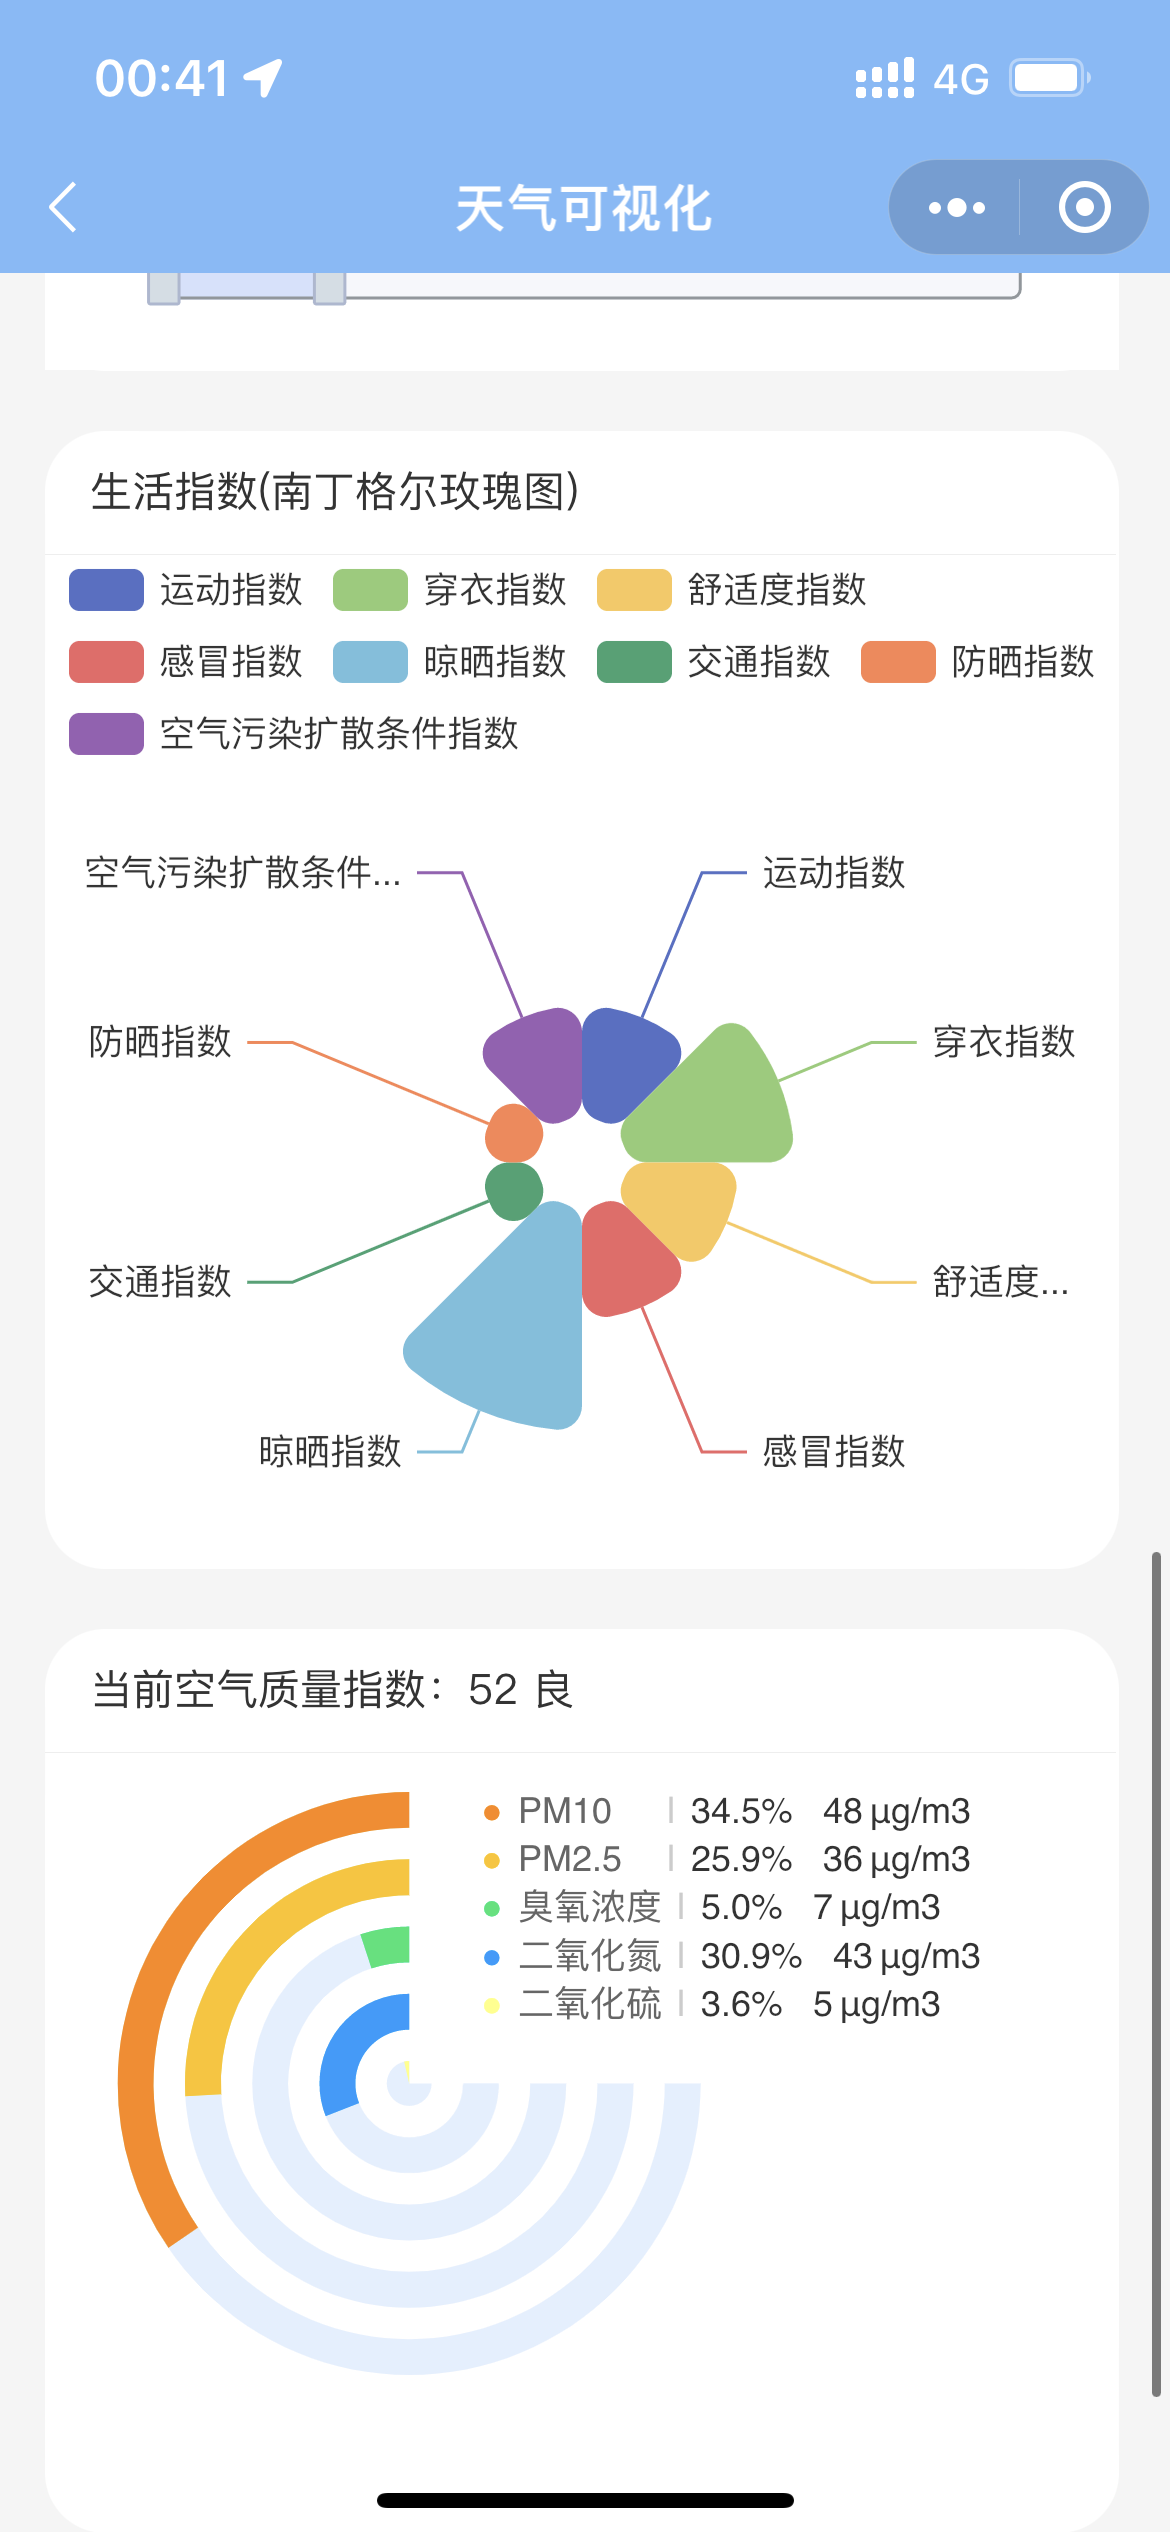 00:41 4G
天气可视化
生活指数(南丁格尔玫瑰图)
运动指数 穿衣指数 舒适度指数
感冒指数 晾晒指数 交通指数 防晒指数
空气污染扩散条件指数
空气污染扩散条件... 运动指数
防晒指数 穿衣指数
交通指数 舒适度...
晾晒指数 感冒指数
当前空气质量指数：52 良
PM10 | 34.5% 48 μg/m3
PM2.5 | 25.9% 36 μg/m3
臭氧浓度 | 5.0% 7 μg/m3
二氧化氮 | 30.9% 43 μg/m3
二氧化硫 | 3.6% 5 μg/m3